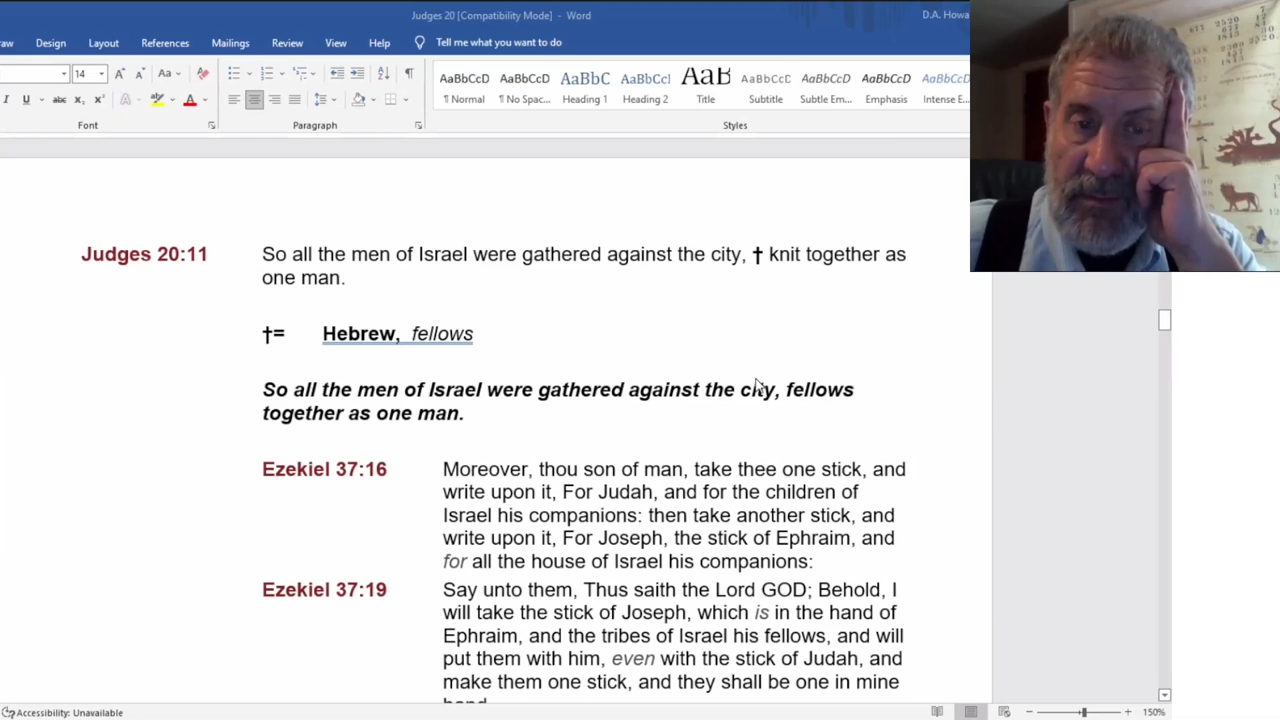 Judges 20 [Compatibility Mode] - Word
D.A. Howa
aw Design Layout References Mailings Review View Help Tell me what you want to do
14
Aa
AaBbCcD AaBbCcD AaBbC AaBbCcl AaB AaBbCcD AaBbCcD AaBbCcD AaBbCcD
¶ Normal ¶ No Spac... Heading 1 Heading 2 Title Subtitle Subtle Em... Emphasis Intense E...
Font Paragraph Styles
Judges 20:11 So all the men of Israel were gathered against the city, † knit together as
one man.
†= Hebrew, fellows
So all the men of Israel were gathered against the city, fellows
together as one man.
Ezekiel 37:16 Moreover, thou son of man, take thee one stick, and
write upon it, For Judah, and for the children of
Israel his companions: then take another stick, and
write upon it, For Joseph, the stick of Ephraim, and
for all the house of Israel his companions:
Ezekiel 37:19 Say unto them, Thus saith the Lord GOD; Behold, I
will take the stick of Joseph, which is in the hand of
Ephraim, and the tribes of Israel his fellows, and will
put them with him, even with the stick of Judah, and
make them one stick, and they shall be one in mine
Accessibility: Unavailable
150%